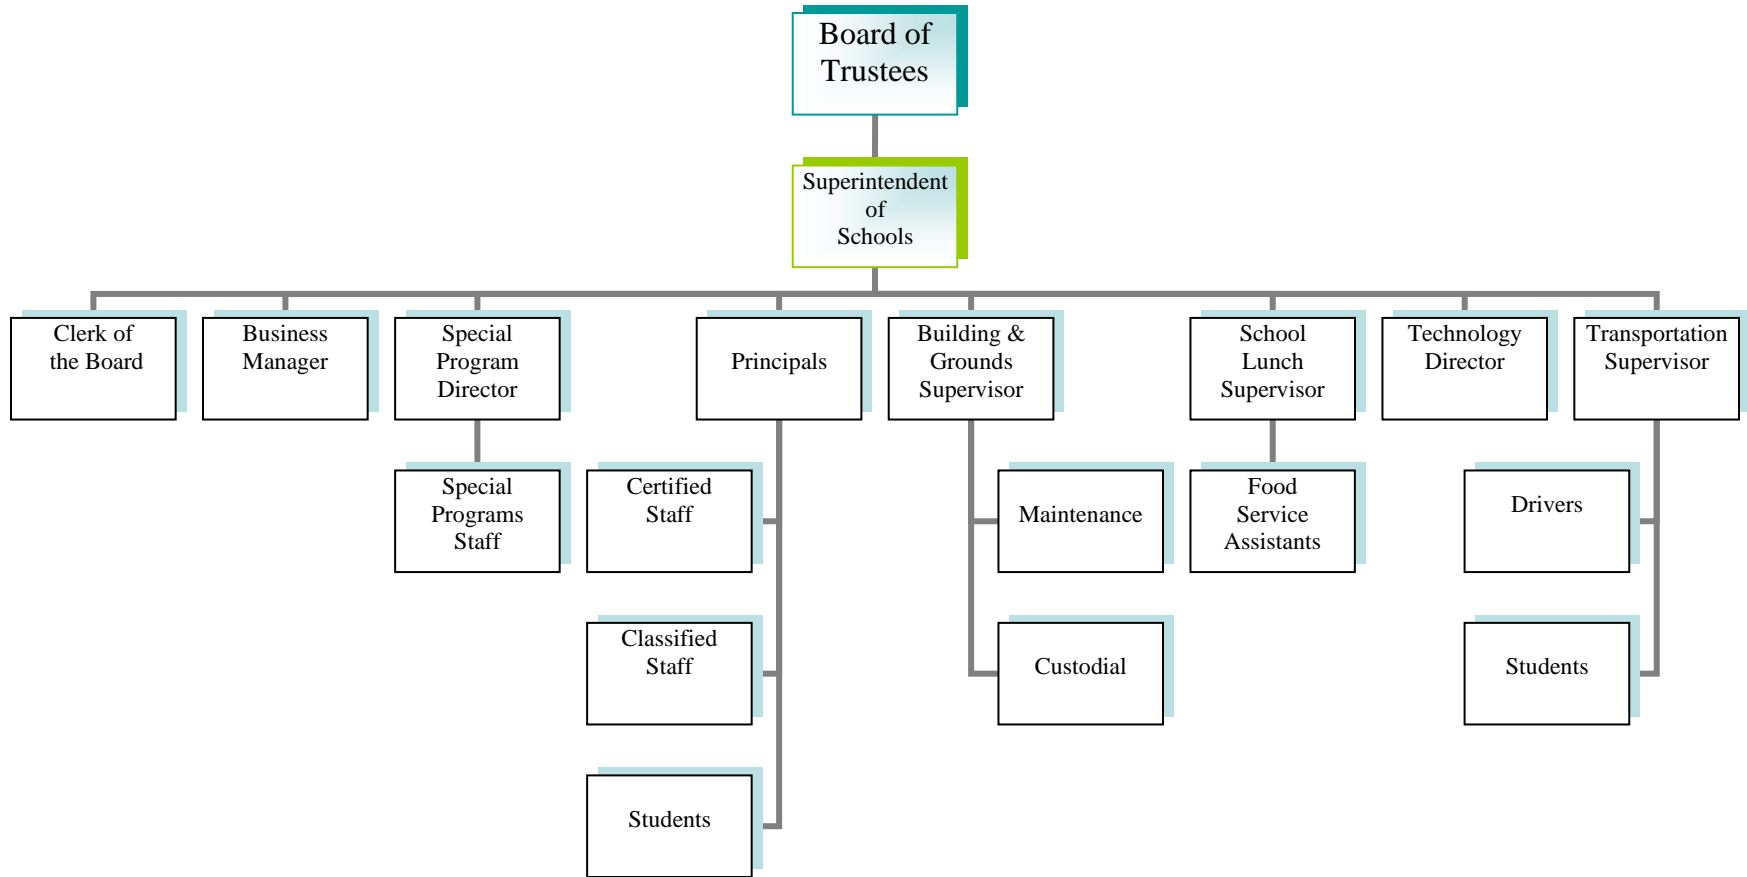 Board of
Trustees
Superintendent
of
Schools
Clerk of
the Board
Business
Manager
Special
Program
Director
Principals
Building &
Grounds
Supervisor
School
Lunch
Supervisor
Technology
Director
Transportation
Supervisor
Special
Programs
Staff
Certified
Staff
Maintenance
Food
Service
Assistants
Drivers
Classified
Staff
Custodial
Students
Students